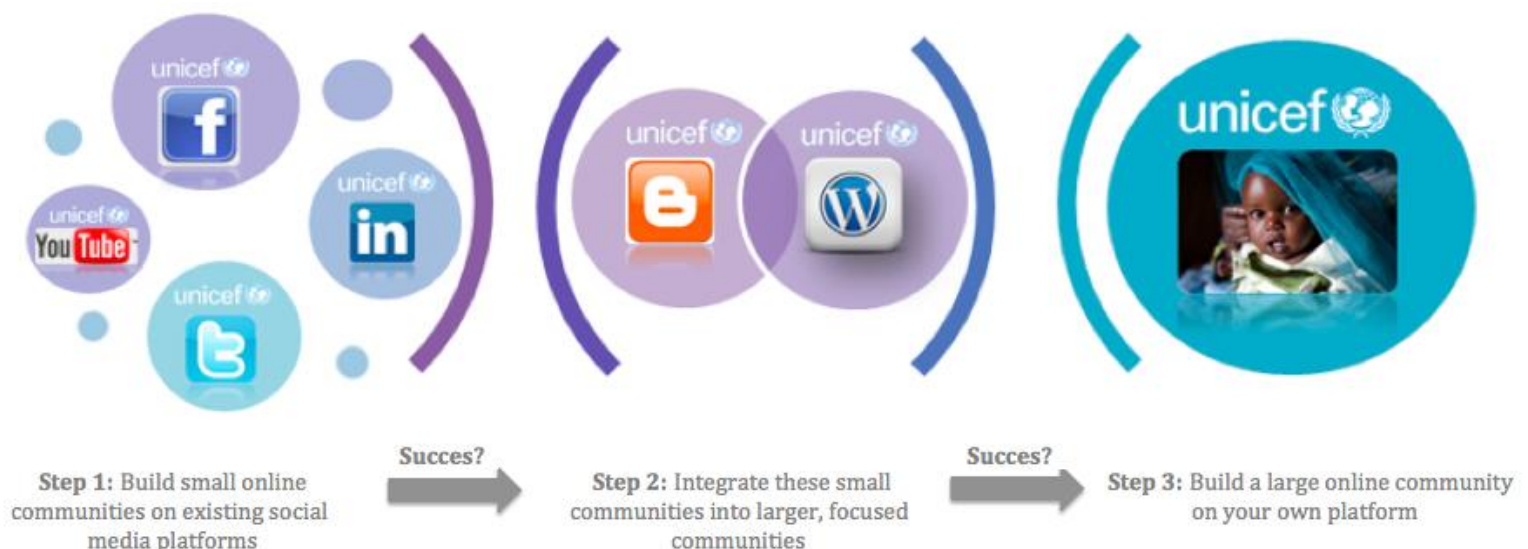 unicef
f
unicef
in
unicef
You Tube
unicef
t
unicef
B
unicef
W
unicef
Succes?
Succes?
Step 1: Build small online
communities on existing social
media platforms
Step 2: Integrate these small
communities into larger, focused
communities
Step 3: Build a large online community
on your own platform